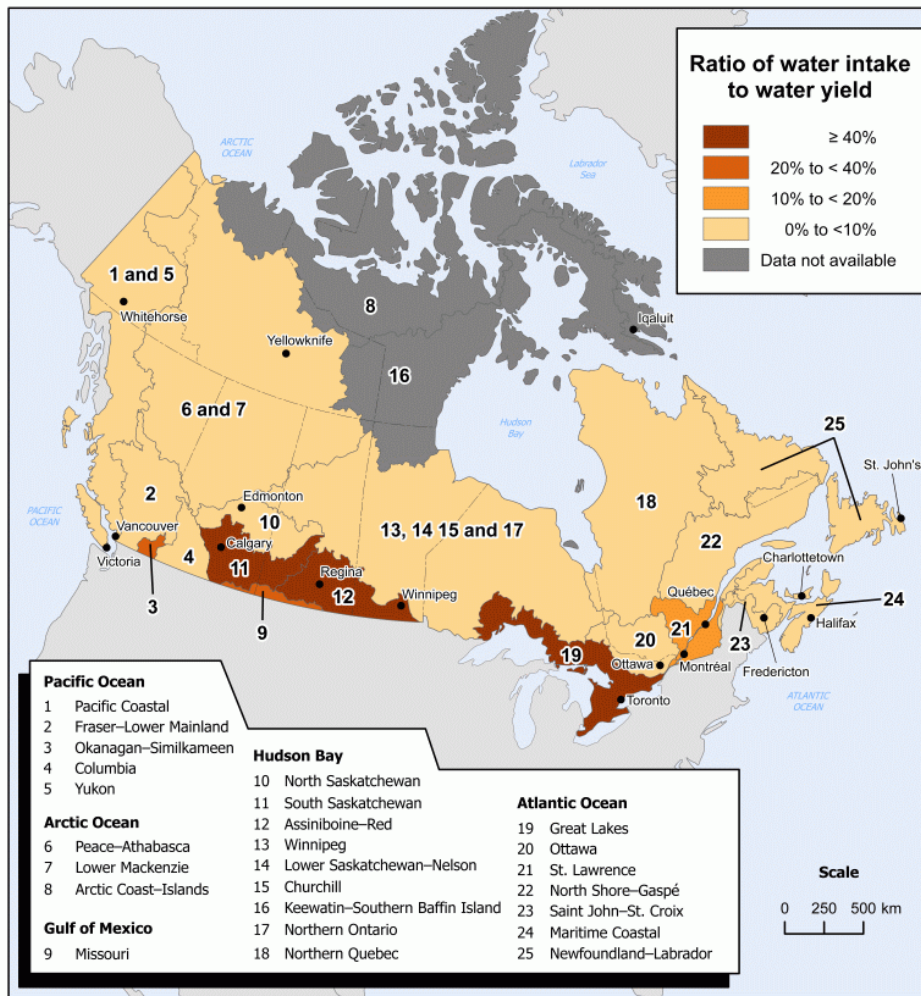 Ratio of water intake
to water yield
≥ 40%
20% to < 40%
10% to < 20%
0% to <10%
Data not available
ARCTIC
OCEAN
Labrador
Sea
1 and 5
Whitehorse
8
Iqaluit
Yellowknife
16
6 and 7
Hudson
Bay
25
St. John's
2
Edmonton
10
18
PACIFIC
OCEAN
Vancouver
13, 14 15 and 17
22
Victoria
4
Calgary
11
Charlottetown
Regina
12
Winnipeg
Québec
24
3
9
21
20
19
23
Halifax
Ottawa
Montréal
Fredericton
Toronto
ATLANTIC
OCEAN
Pacific Ocean
1 Pacific Coastal
2 Fraser–Lower Mainland
3 Okanagan–Similkameen
4 Columbia
5 Yukon
Arctic Ocean
6 Peace–Athabasca
7 Lower Mackenzie
8 Arctic Coast–Islands
Gulf of Mexico
9 Missouri
Hudson Bay
10 North Saskatchewan
11 South Saskatchewan
12 Assiniboine–Red
13 Winnipeg
14 Lower Saskatchewan–Nelson
15 Churchill
16 Keewatin–Southern Baffin Island
17 Northern Ontario
18 Northern Quebec
Atlantic Ocean
19 Great Lakes
20 Ottawa
21 St. Lawrence
22 North Shore–Gaspé
23 Saint John–St. Croix
24 Maritime Coastal
25 Newfoundland–Labrador
Scale
0 250 500 km